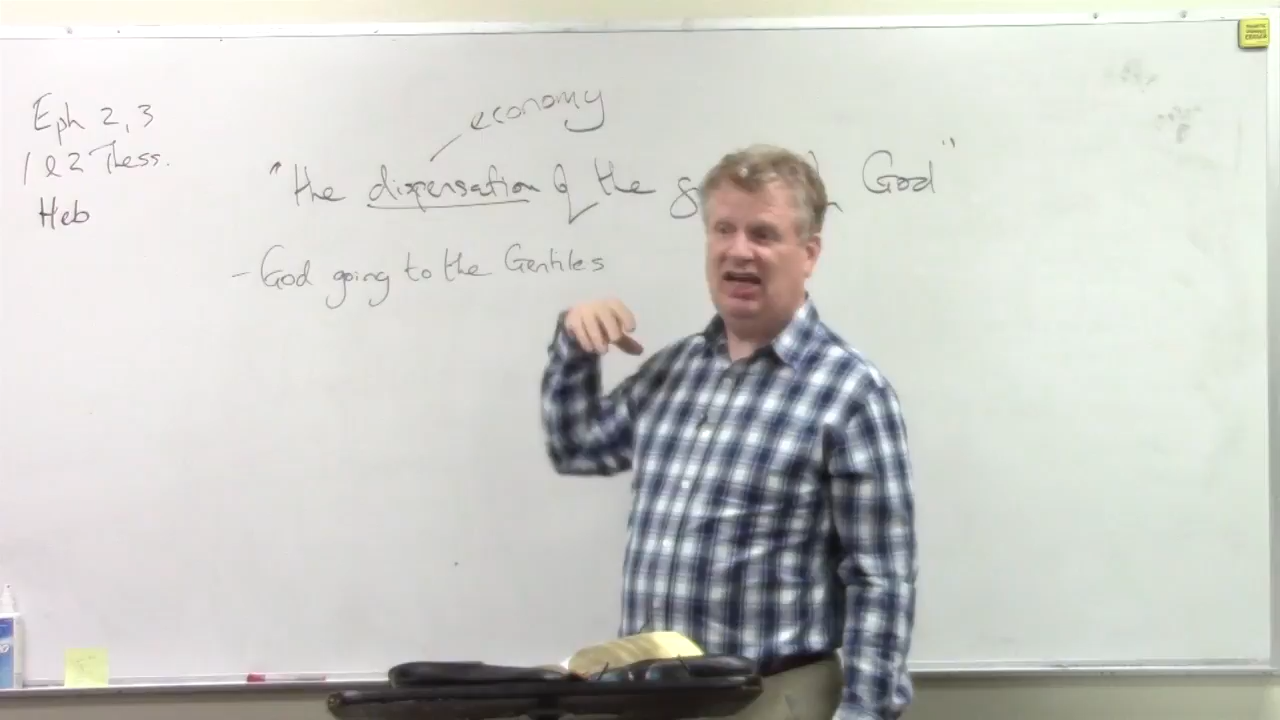 Eph 2, 3
1 & 2 Thess.
Heb
economy
"the dispensation of the God"
- God going to the Gentiles